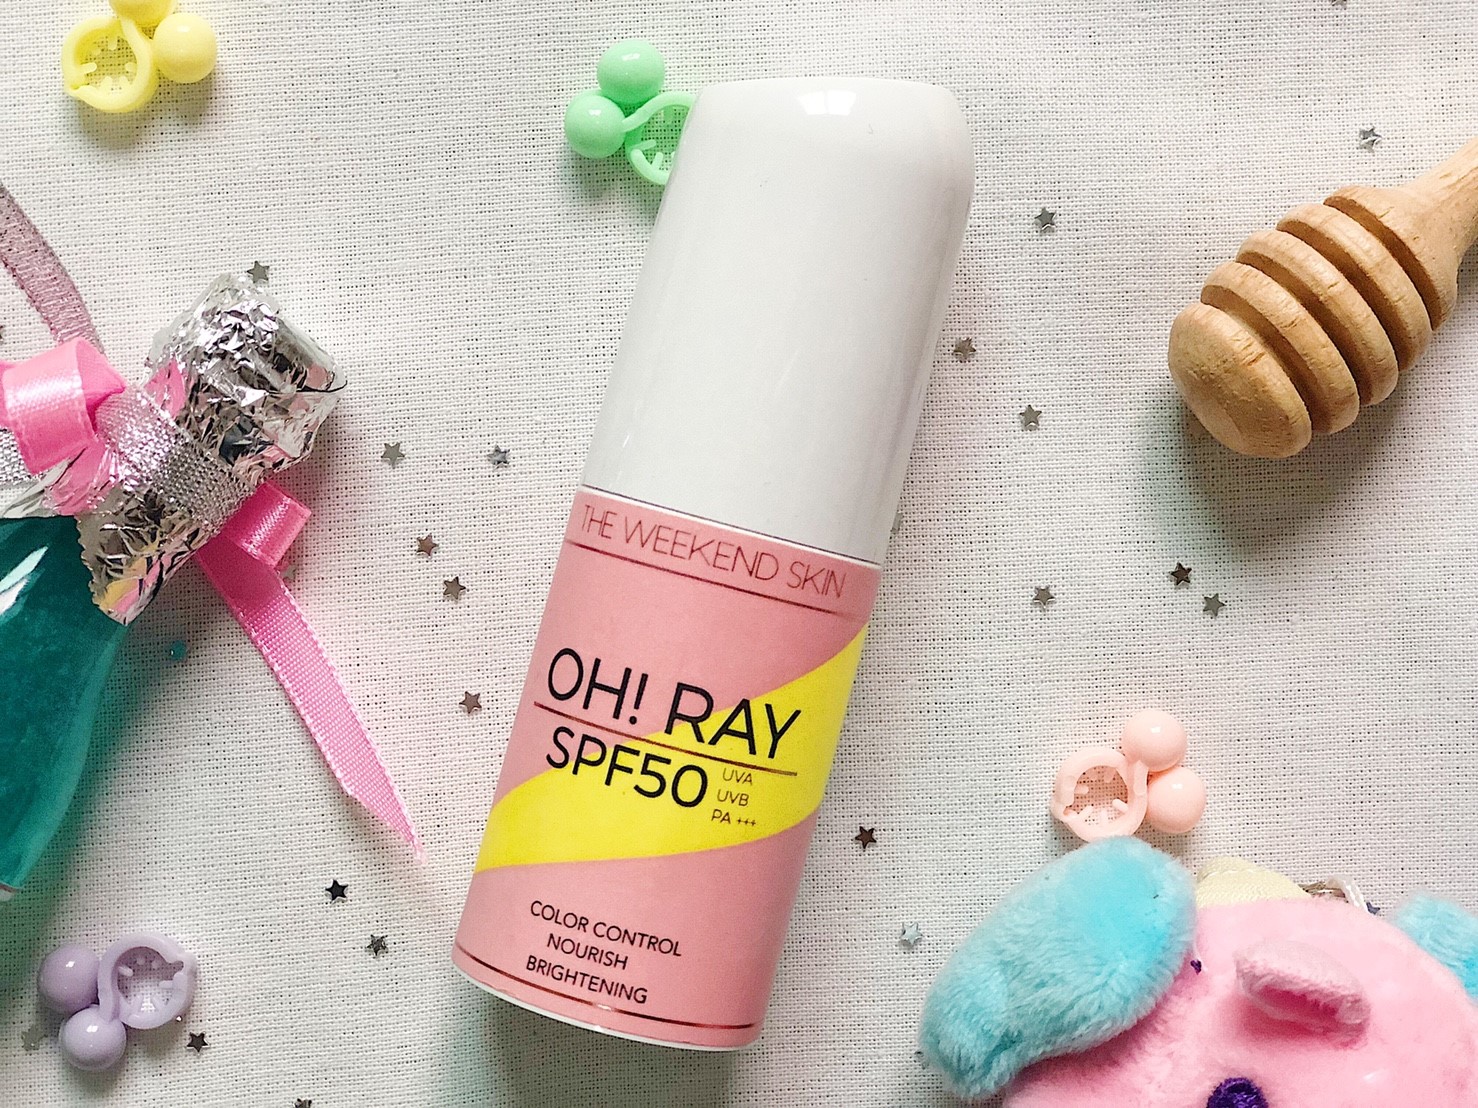 THE WEEKEND SKIN
OH! RAY
SPF50
UVA
UVB
PA +++
COLOR CONTROL
NOURISH
BRIGHTENING